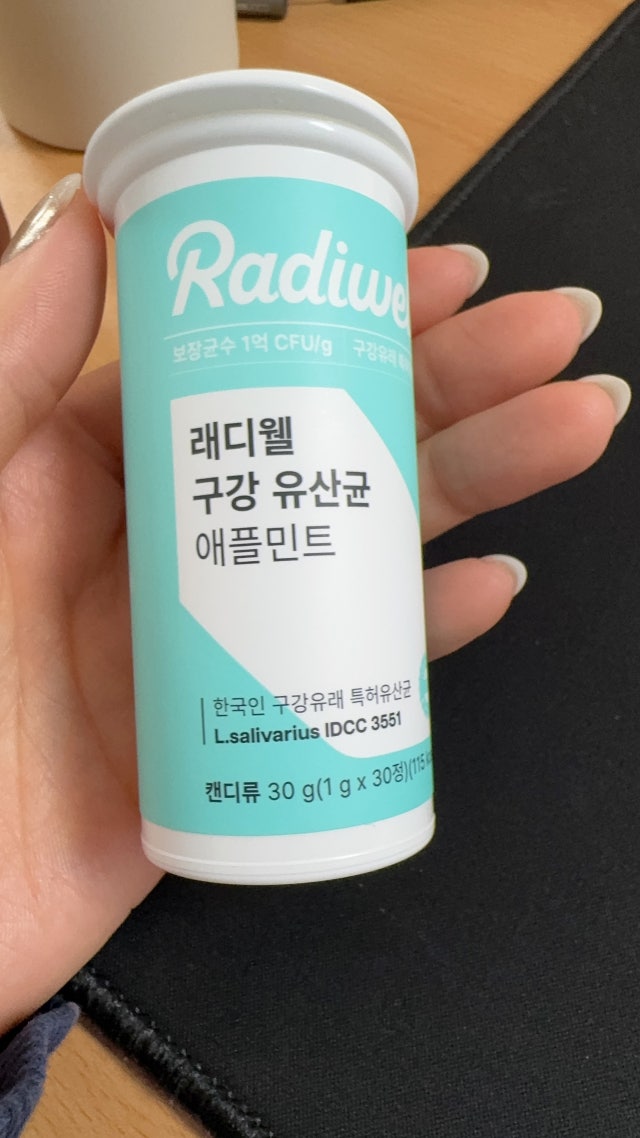 Radiwe
보장균수 1억 CFU/g 구강유래
래디웰
구강 유산균
애플민트
한국인 구강유래 특허유산균
L.salivarius IDCC 3551
캔디류 30 g(1 g x 30정)(115